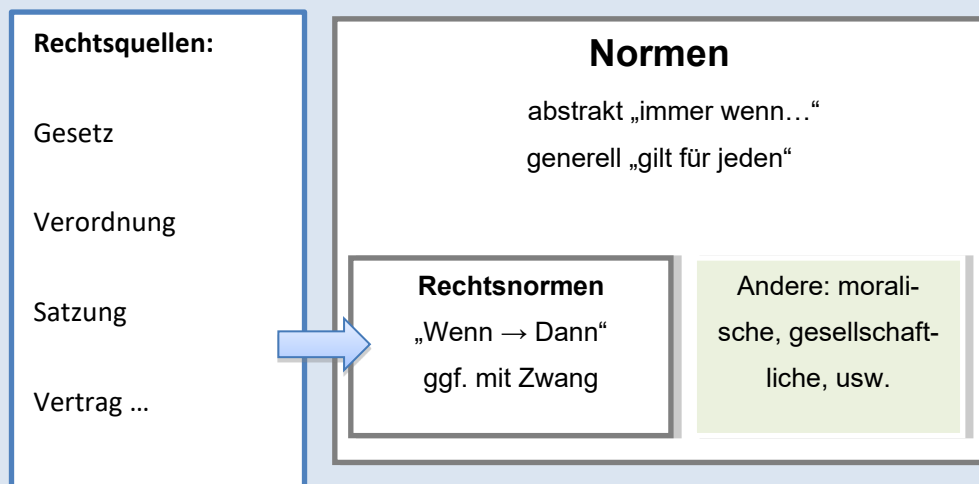 Rechtsquellen:
Gesetz
Verordnung
Satzung
Vertrag ...
Normen
abstrakt „immer wenn…“
generell „gilt für jeden“
Rechtsnormen
„Wenn → Dann“
ggf. mit Zwang
Andere: morali-
sche, gesellschaft-
liche, usw.